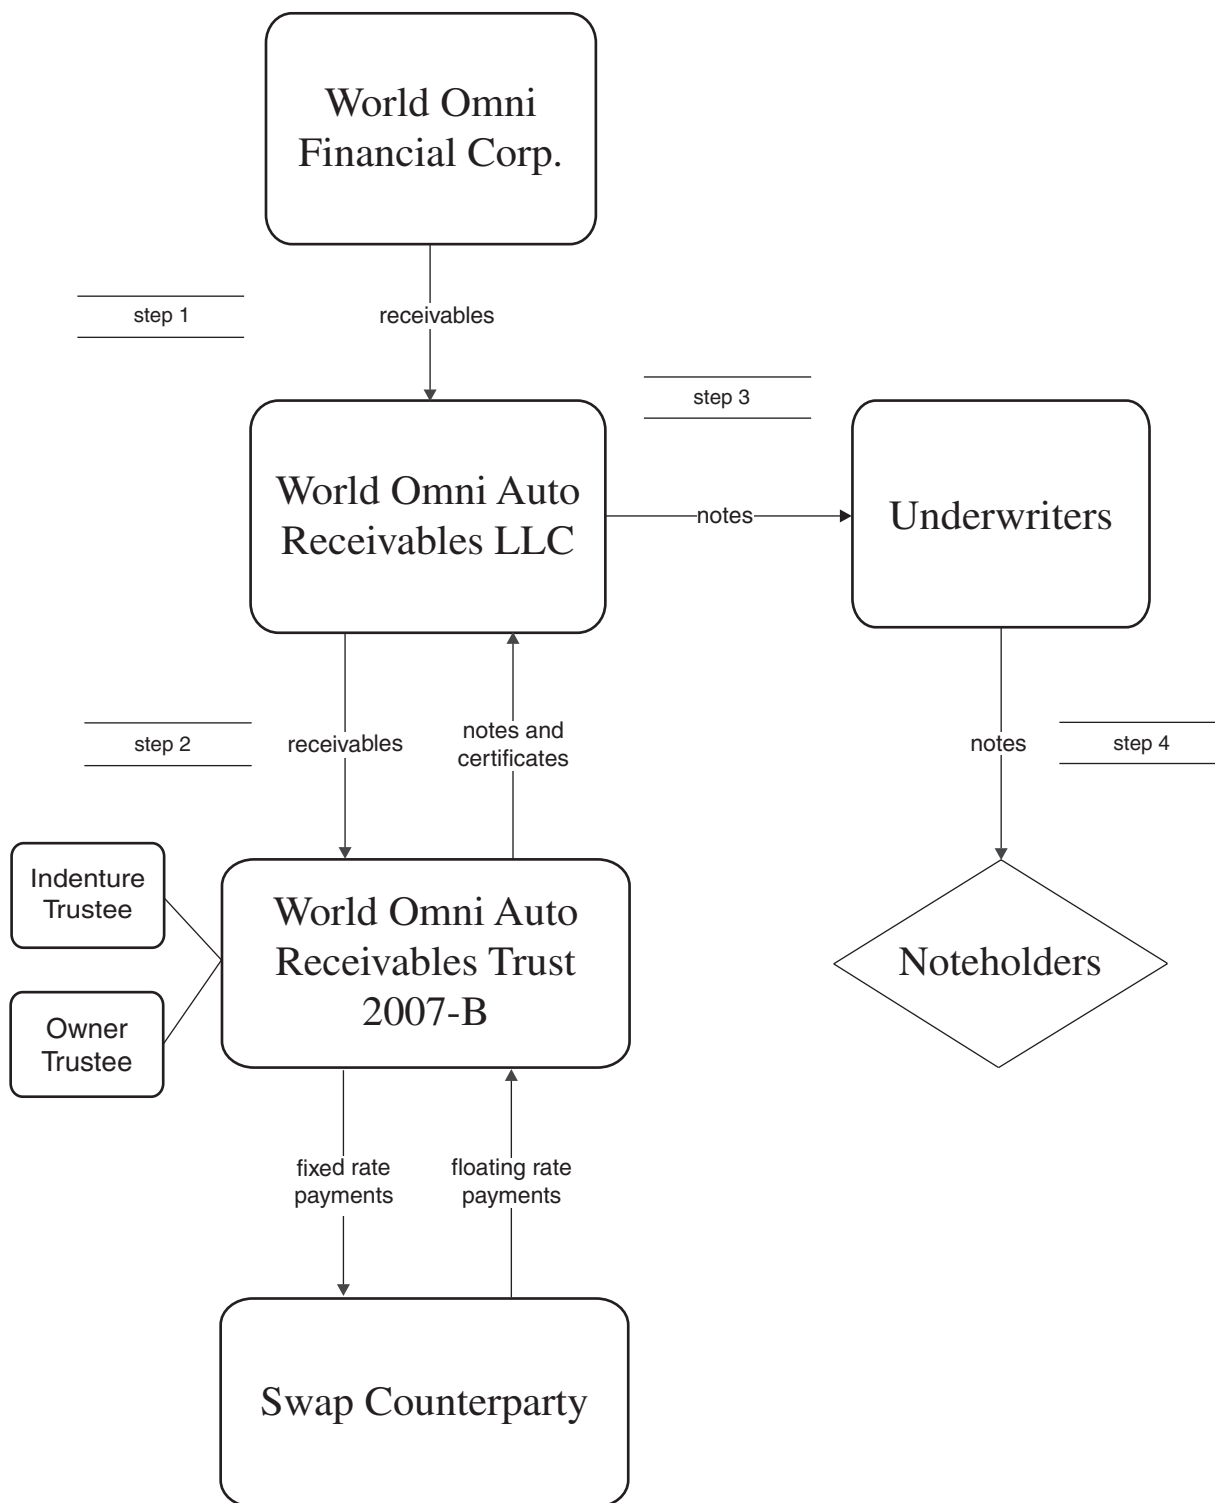 World Omni
Financial Corp.
step 1
receivables
step 3
World Omni Auto
Receivables LLC
notes
Underwriters
step 2
receivables
notes and
certificates
notes
step 4
Indenture
Trustee
World Omni Auto
Receivables Trust
2007-B
Noteholders
Owner
Trustee
fixed rate
payments
floating rate
payments
Swap Counterparty